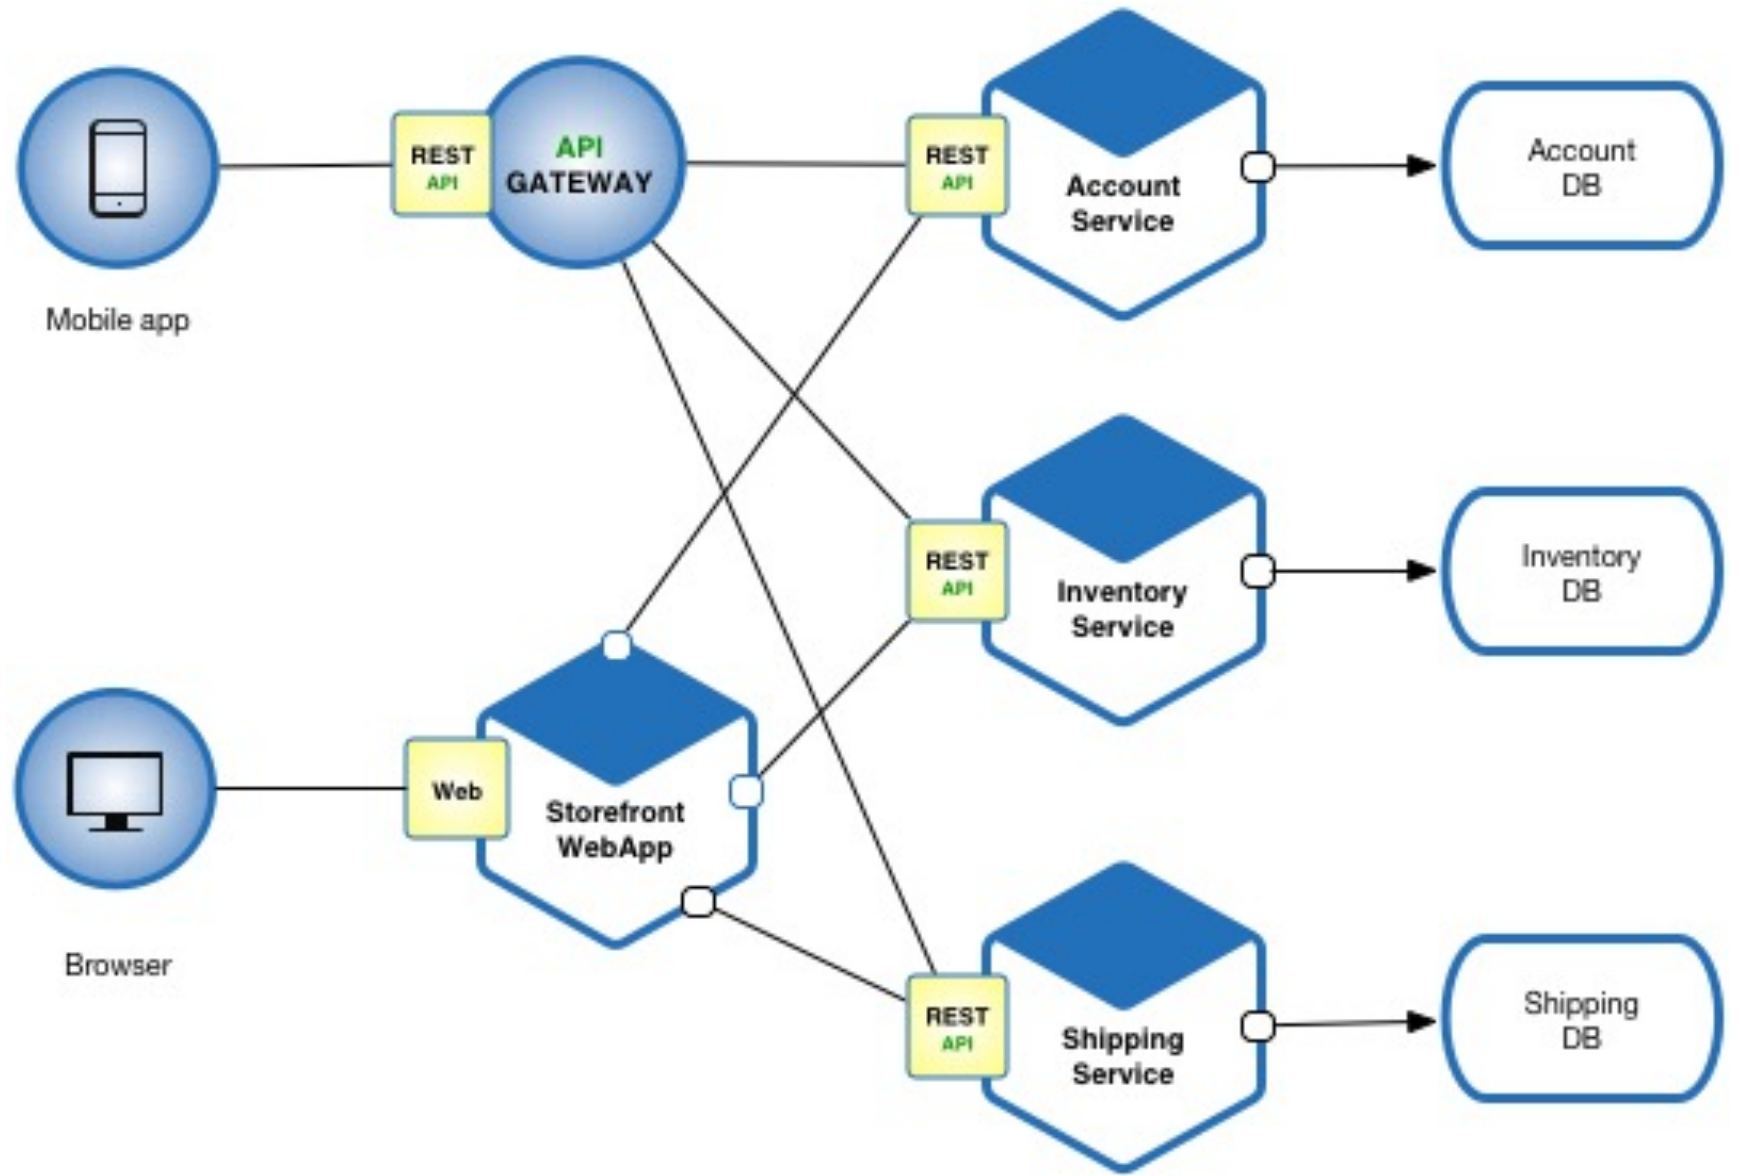 REST
API
API
GATEWAY
REST
API
Account
Service
Account
DB
Mobile app
REST
API
Inventory
Service
Inventory
DB
Web
Storefront
WebApp
Browser
REST
API
Shipping
Service
Shipping
DB